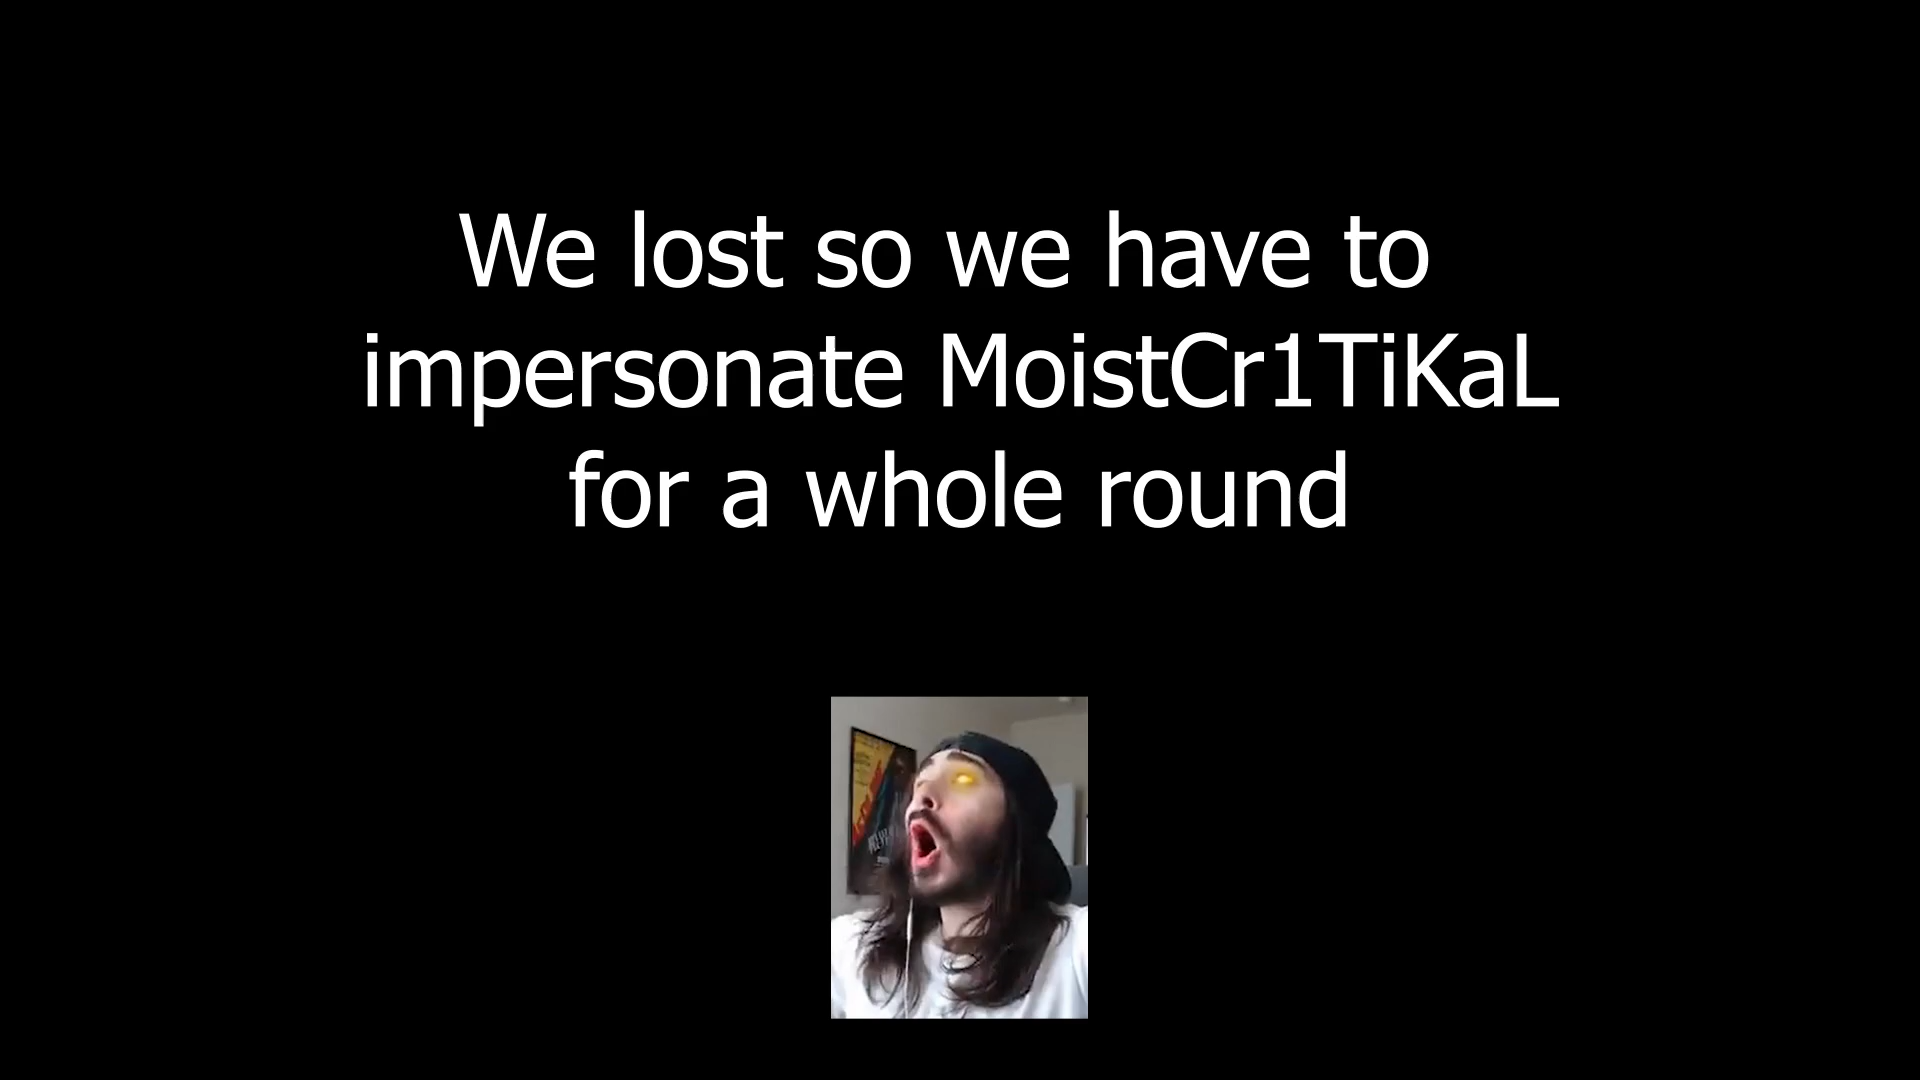 We lost so we have to
impersonate MoistCr1TiKaL
for a whole round